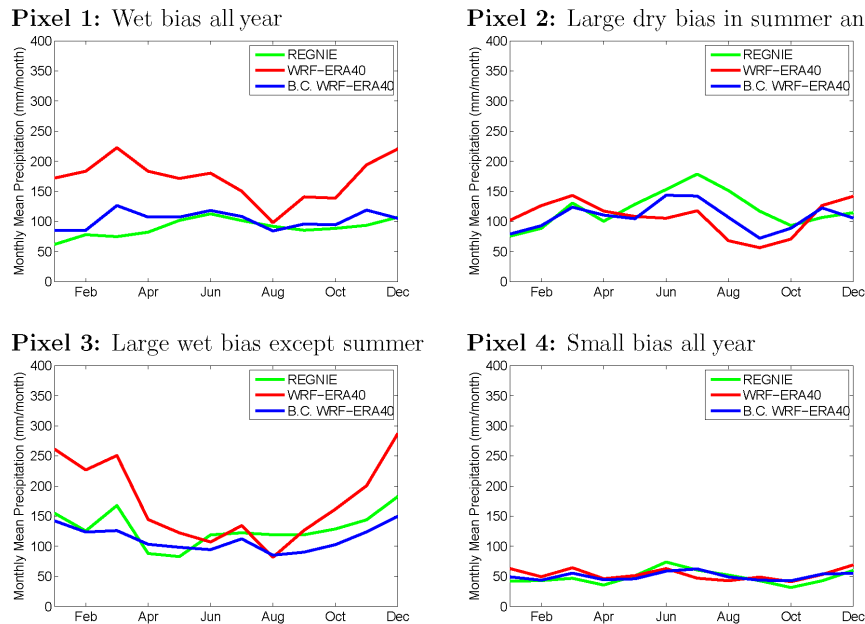 Pixel 1: Wet bias all year
Monthly Mean Precipitation (mm/month)
400
350
300
250
200
150
100
50
0
REGNIE
WRF-ERA40
B.C. WRF-ERA40
Feb Apr Jun Aug Oct Dec
Pixel 2: Large dry bias in summer an
Monthly Mean Precipitation (mm/month)
400
350
300
250
200
150
100
50
0
REGNIE
WRF-ERA40
B.C. WRF-ERA40
Feb Apr Jun Aug Oct Dec
Pixel 3: Large wet bias except summer
Monthly Mean Precipitation (mm/month)
400
350
300
250
200
150
100
50
0
REGNIE
WRF-ERA40
B.C. WRF-ERA40
Feb Apr Jun Aug Oct Dec
Pixel 4: Small bias all year
Monthly Mean Precipitation (mm/month)
400
350
300
250
200
150
100
50
0
REGNIE
WRF-ERA40
B.C. WRF-ERA40
Feb Apr Jun Aug Oct Dec